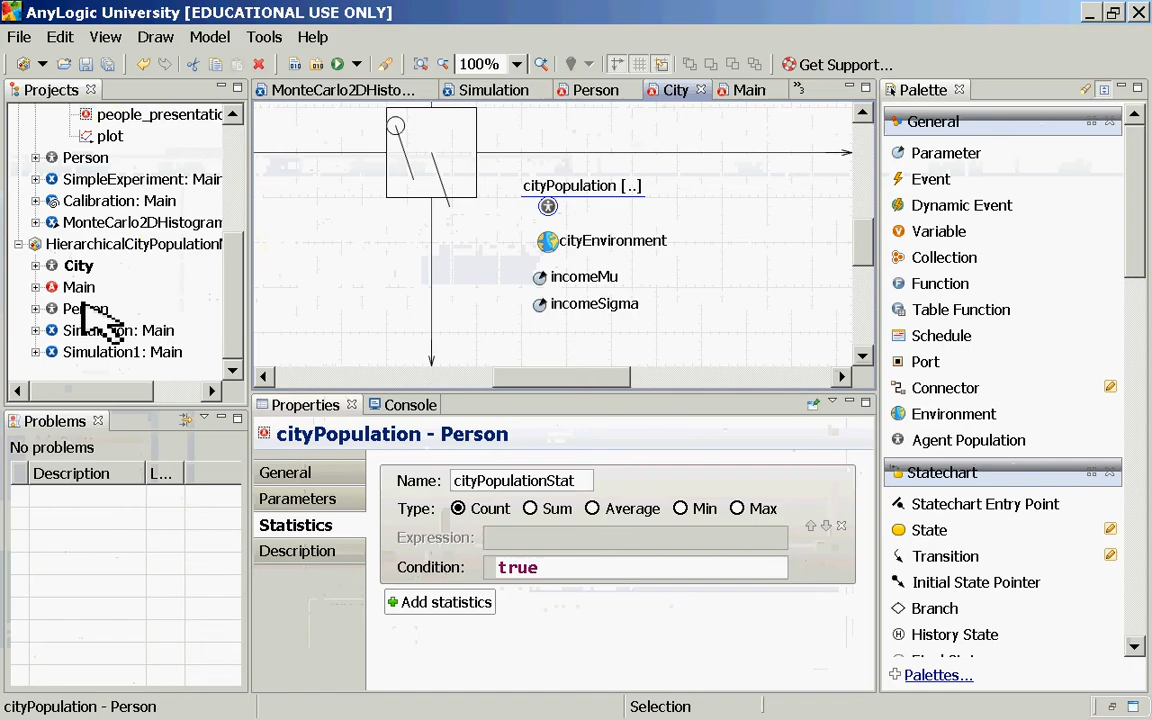 AnyLogic University [EDUCATIONAL USE ONLY]
File Edit View Draw Model Tools Help
100% Get Support...
Projects
people_presentatio
plot
Person
SimpleExperiment: Main
Calibration: Main
MonteCarlo2DHistogram
HierarchicalCityPopulationM
City
Main
Person
Simulation: Main
Simulation1: Main
Problems
No problems
Description L...
MonteCarlo2DHisto... Simulation Person City Main »3
cityPopulation [..]
cityEnvironment
incomeMu
incomeSigma
Properties Console
cityPopulation - Person
General
Parameters
Statistics
Description
Name: cityPopulationStat
Type: Count Sum Average Min Max
Expression:
Condition: true
Add statistics
Palette
General
Parameter
Event
Dynamic Event
Variable
Collection
Function
Table Function
Schedule
Port
Connector
Environment
Agent Population
Statechart
Statechart Entry Point
State
Transition
Initial State Pointer
Branch
History State
Palettes...
cityPopulation - Person Selection